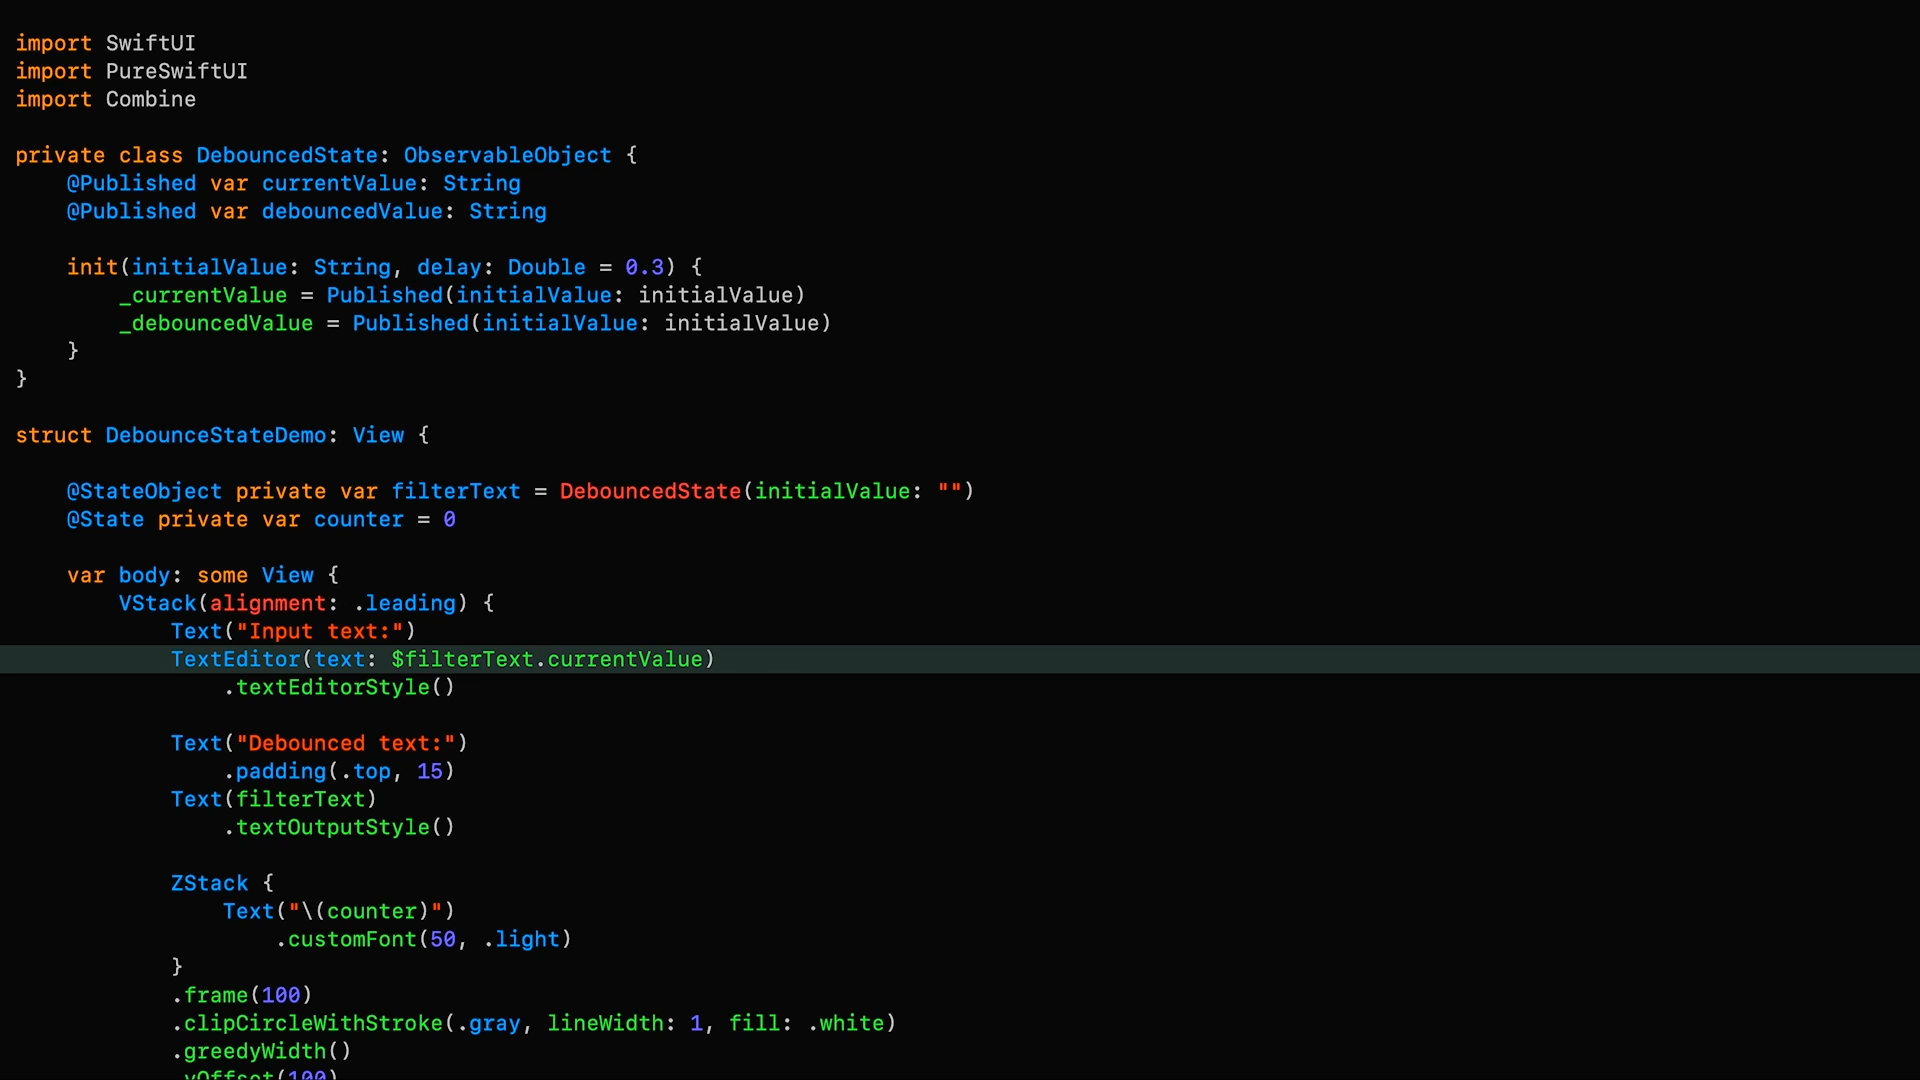 import SwiftUI
import PureSwiftUI
import Combine
private class DebouncedState: ObservableObject {
    @Published var currentValue: String
    @Published var debouncedValue: String
    init(initialValue: String, delay: Double = 0.3) {
        _currentValue = Published(initialValue: initialValue)
        _debouncedValue = Published(initialValue: initialValue)
    }
}
struct DebounceStateDemo: View {
    @StateObject private var filterText = DebouncedState(initialValue: "")
    @State private var counter = 0
    var body: some View {
        VStack(alignment: .leading) {
            Text("Input text:")
            TextEditor(text: $filterText.currentValue)
                .textEditorStyle()
            Text("Debounced text:")
                .padding(.top, 15)
            Text(filterText)
                .textOutputStyle()
            ZStack {
                Text("\(counter)")
                    .customFont(50, .light)
            }
            .frame(100)
            .clipCircleWithStroke(.gray, lineWidth: 1, fill: .white)
            .greedyWidth()
            .yOffset(100)